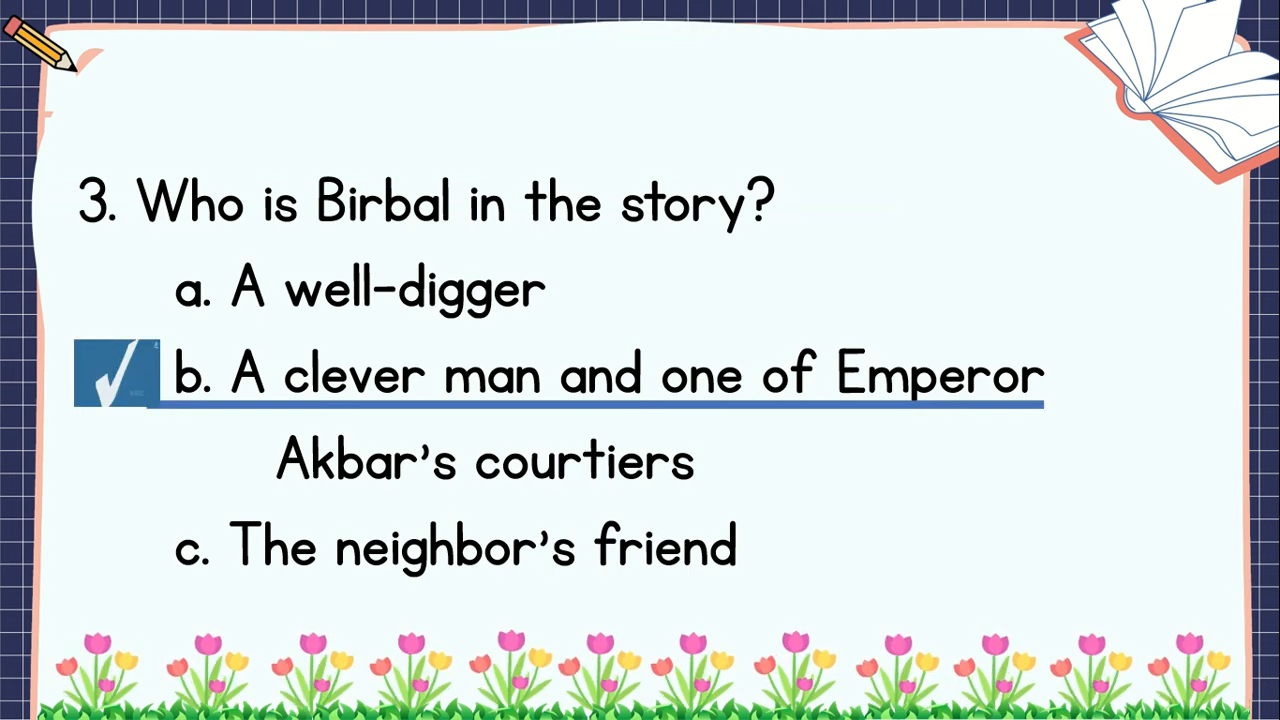 3. Who is Birbal in the story?
a. A well-digger
b. A clever man and one of Emperor
Akbar's courtiers
c. The neighbor's friend